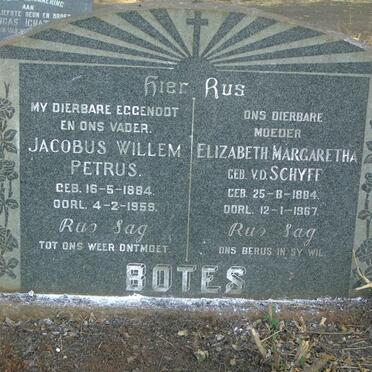 AAN
Hier Rus
MY DIERBARE EGGENOOT
EN ONS VADER.
JACOBUS WILLEM
PETRUS.
GEB. 16-5-1884.
OORL. 4-2-1959.
Rus Sag
TOT ONS WEER ONTMOET
ONS DIERBARE
MOEDER
ELIZABETH MARGARETHA
GEB. V.D. SCHYFF
GEB. 25-8-1884.
OORL. 12-1-1967.
Rus Sag
ONS BERUS IN SY WIL
BOTES